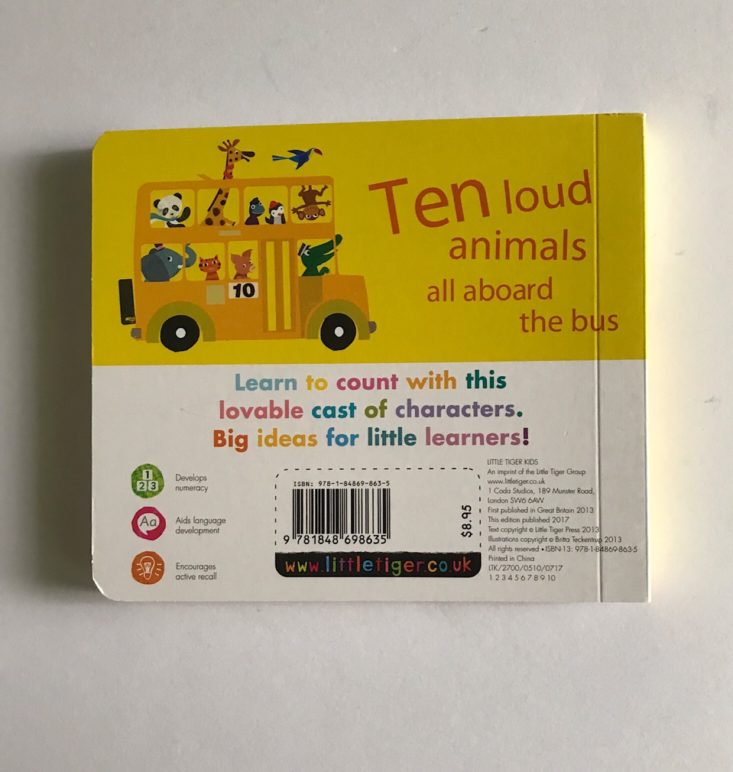 Ten loud
animals
all aboard
the bus
10
Learn to count with this
lovable cast of characters.
Big ideas for little learners!
1
2 3
Develops
numeracy
Aa
Aids language
development
Encourages
active recall
ISBN: 978-1-84869-863-5
9 781848 698635
$8.95
www.littletiger.co.uk
LITTLE TIGER KIDS
An imprint of the Little Tiger Group
www.littletiger.co.uk
1 Coda Studios, 189 Munster Road,
London SW6 6AW
First published in Great Britain 2013
This edition published 2017
Text copyright © Little Tiger Press 2013
Illustrations copyright © Britta Teckentrup 2013
All rights reserved • ISBN-13: 978-1-84869-863-5
Printed in China
LTK/2700/0510/0717
1 2 3 4 5 6 7 8 9 10